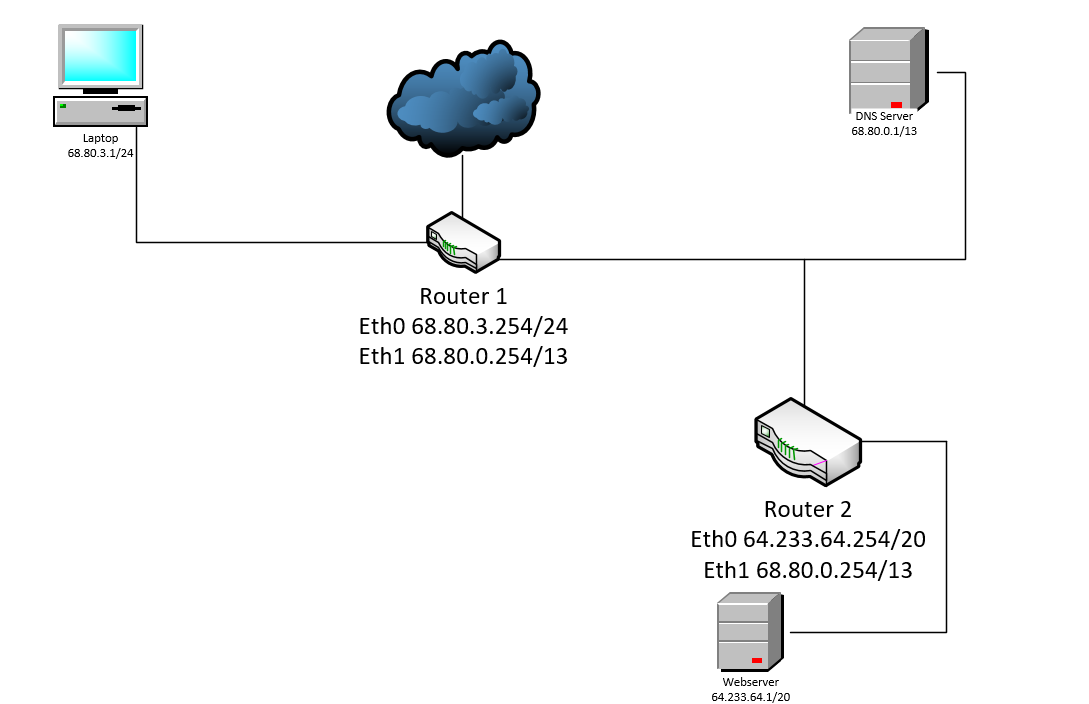 Laptop
68.80.3.1/24
DNS Server
68.80.0.1/13
Router 1
Eth0 68.80.3.254/24
Eth1 68.80.0.254/13
Router 2
Eth0 64.233.64.254/20
Eth1 68.80.0.254/13
Webserver
64.233.64.1/20